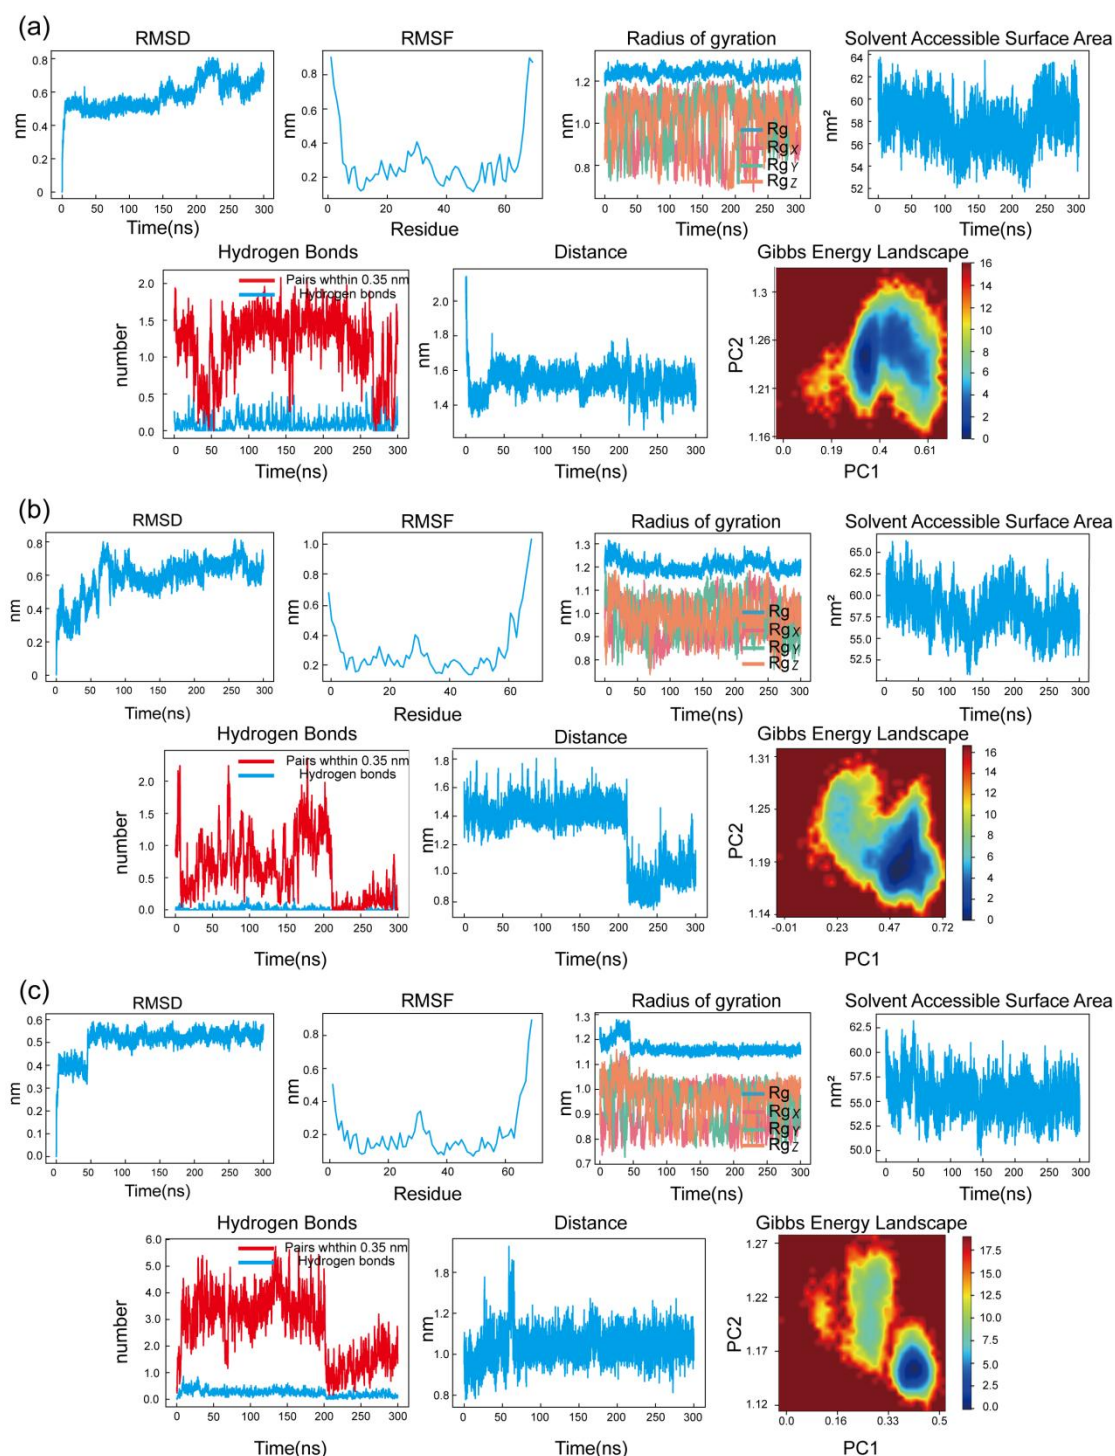 (a)
RMSD
RMSF
Radius of gyration
Solvent Accessible Surface Area
nm
0.8
0.6
0.4
0.2
0
0 50 100 150 200 250 300
Time(ns)
nm
0.8
0.6
0.4
0.2
0 20 40 60
Residue
nm
1.2
1.0
0.8
Rg
Rg X
Rg Y
Rg Z
0 50 100 150 200 250 300
Time(ns)
nm²
64
62
60
58
56
54
52
0 50 100 150 200 250 300
Time(ns)
Hydrogen Bonds
Distance
Gibbs Energy Landscape
number
2.0
1.5
1.0
0.5
0.0
Pairs whthin 0.35 nm
Hydrogen bonds
0 50 100 150 200 250 300
Time(ns)
nm
2.0
1.8
1.6
1.4
0 50 100 150 200 250 300
Time(ns)
PC2
1.3
1.26
1.21
1.16
0.0 0.19 0.4 0.61
PC1
16
14
12
10
8
6
4
2
0
(b)
RMSD
RMSF
Radius of gyration
Solvent Accessible Surface Area
nm
0.8
0.6
0.4
0.2
0
0 50 100 150 200 250 300
Time(ns)
1.0
0.8
0.6
0.4
0.2
0 20 40 60
Residue
nm
1.3
1.2
1.1
1.0
0.9
0.8
Rg
Rg X
Rg Y
Rg Z
0 50 100 150 200 250 300
Time(ns)
nm²
65.0
62.5
60.0
57.5
55.0
52.5
0 50 100 150 200 250 300
Time(ns)
Hydrogen Bonds
Distance
Gibbs Energy Landscape
number
2.0
1.5
1.0
0.5
0.0
Pairs whthin 0.35 nm
Hydrogen bonds
0 50 100 150 200 250 300
Time(ns)
nm
1.8
1.6
1.4
1.2
1.0
0.8
0 50 100 150 200 250 300
Time(ns)
PC2
1.31
1.25
1.19
1.14
-0.01 0.23 0.47 0.72
PC1
16
14
12
10
8
6
4
2
0
(c)
RMSD
RMSF
Radius of gyration
Solvent Accessible Surface Area
nm
0.6
0.5
0.4
0.3
0.2
0.1
0.0
0 50 100 150 200 250 300
Time(ns)
nm
0.8
0.6
0.4
0.2
0 20 40 60
Residue
nm
1.3
1.2
1.1
1.0
0.9
0.8
0.7
Rg
Rg X
Rg Y
Rg Z
0 50 100 150 200 250 300
Time(ns)
nm²
62.5
60.0
57.5
55.0
52.5
50.0
0 50 100 150 200 250 300
Time(ns)
Hydrogen Bonds
Distance
Gibbs Energy Landscape
number
6.0
5.0
4.0
3.0
2.0
1.0
0.0
Pairs whthin 0.35 nm
Hydrogen bonds
0 50 100 150 200 250 300
Time(ns)
nm
1.8
1.2
1.0
0.8
0 50 100 150 200 250 300
Time(ns)
PC2
1.27
1.22
1.17
1.12
0.0 0.16 0.33 0.5
PC1
17.5
15.0
12.5
10.0
7.5
5.0
2.5
0.0